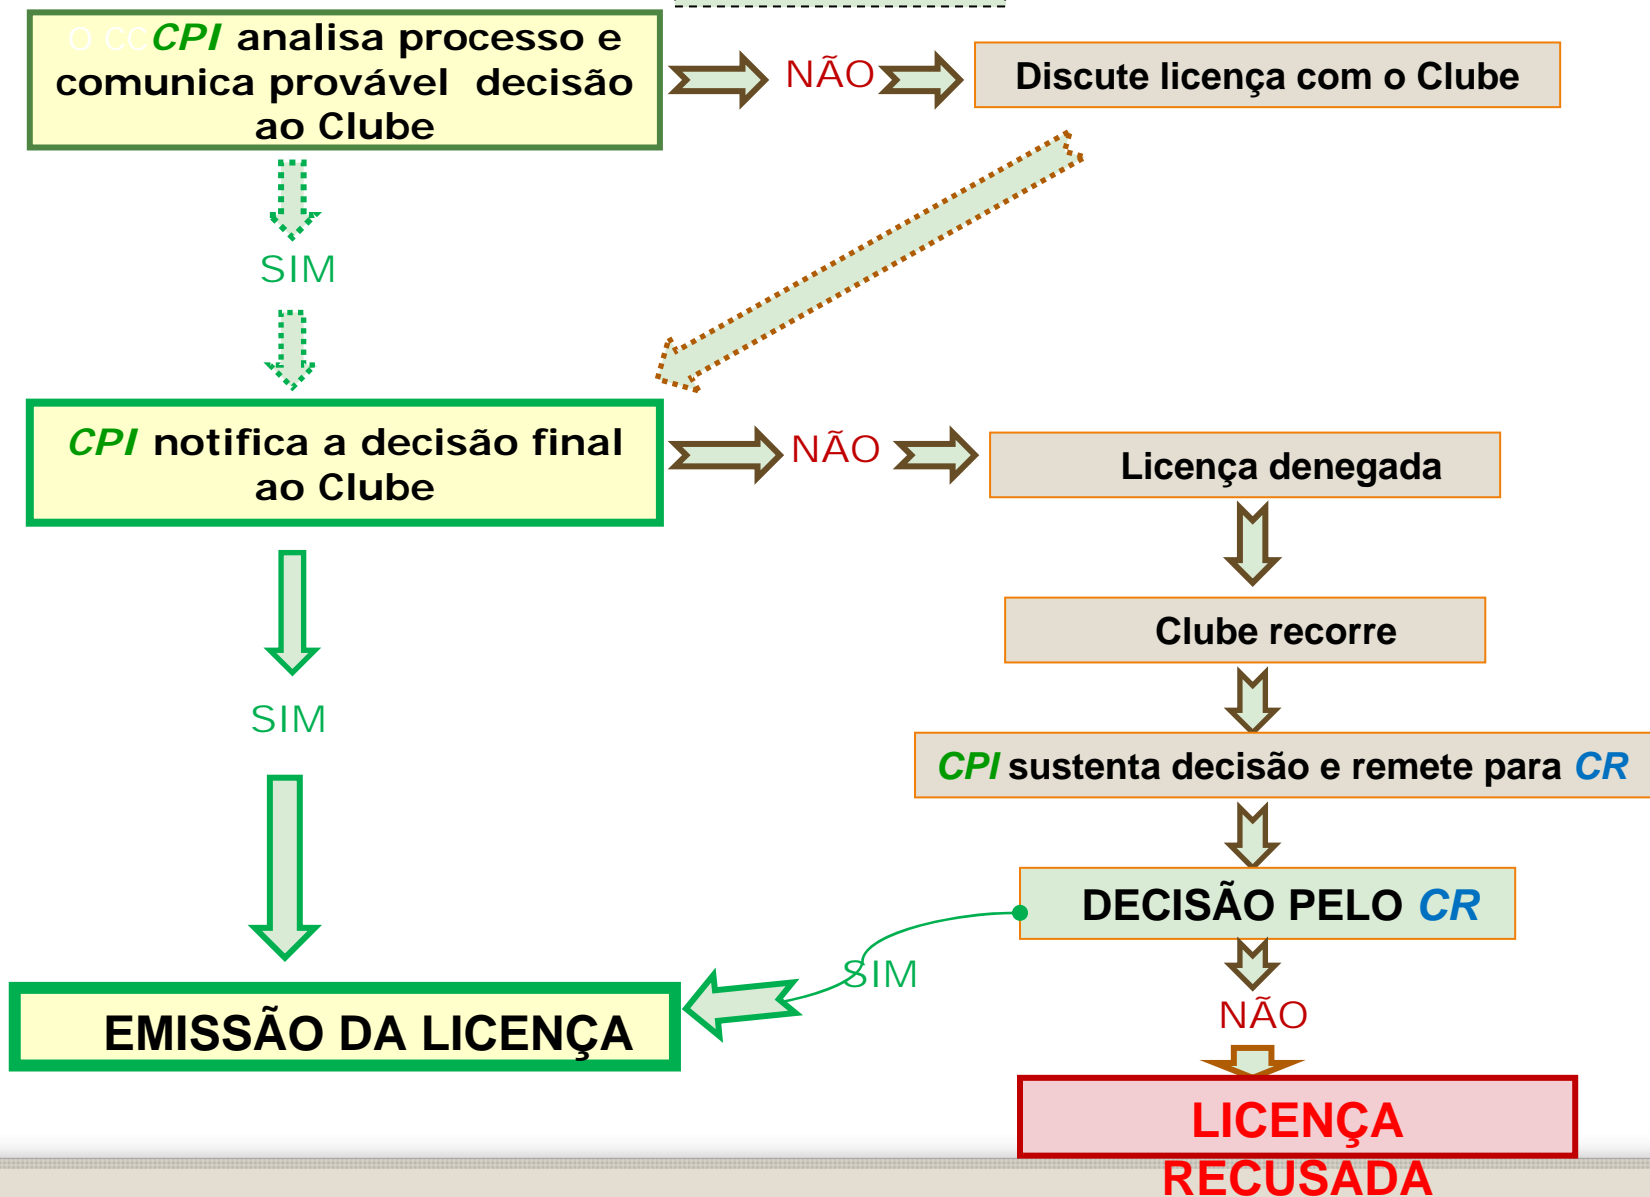 o ccCPI analisa processo e
comunica provável decisão
ao Clube
NÃO
Discute licença com o Clube
SIM
CPI notifica a decisão final
ao Clube
NÃO
Licença denegada
Clube recorre
SIM
CPI sustenta decisão e remete para CR
DECISÃO PELO CR
SIM
NÃO
EMISSÃO DA LICENÇA
LICENÇA
RECUSADA